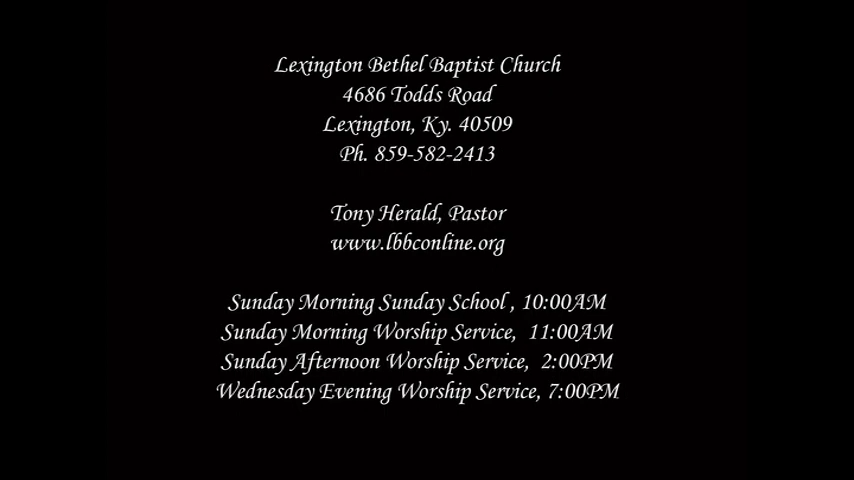 Lexington Bethel Baptist Church
4686 Todds Road
Lexington, Ky. 40509
Ph. 859-582-2413
Tony Herald, Pastor
www.lbbconline.org
Sunday Morning Sunday School , 10:00AM
Sunday Morning Worship Service, 11:00AM
Sunday Afternoon Worship Service, 2:00PM
Wednesday Evening Worship Service, 7:00PM